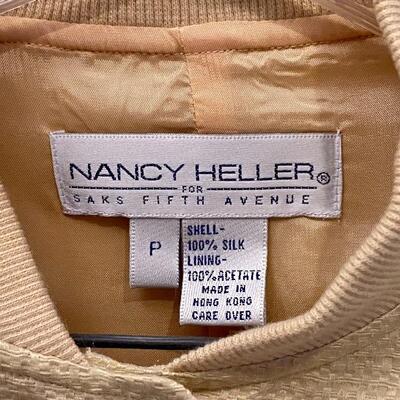 NANCY HELLER®
FOR
SAKS FIFTH AVENUE
P
SHELL-
100% SILK
LINING-
100% ACETATE
MADE IN
HONG KONG
CARE OVER